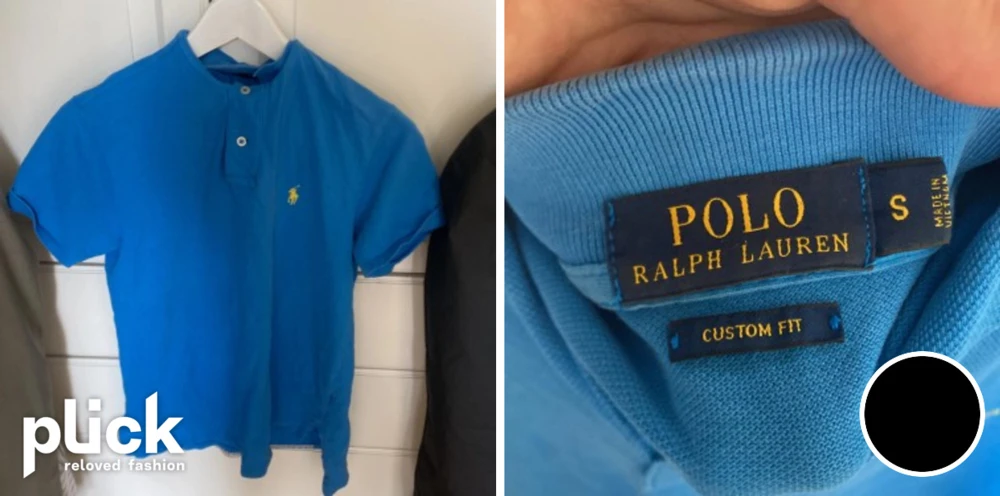 plick
reloved fashion
POLO
RALPH LAUREN
S
MADE IN
VIETNAM
CUSTOM FIT